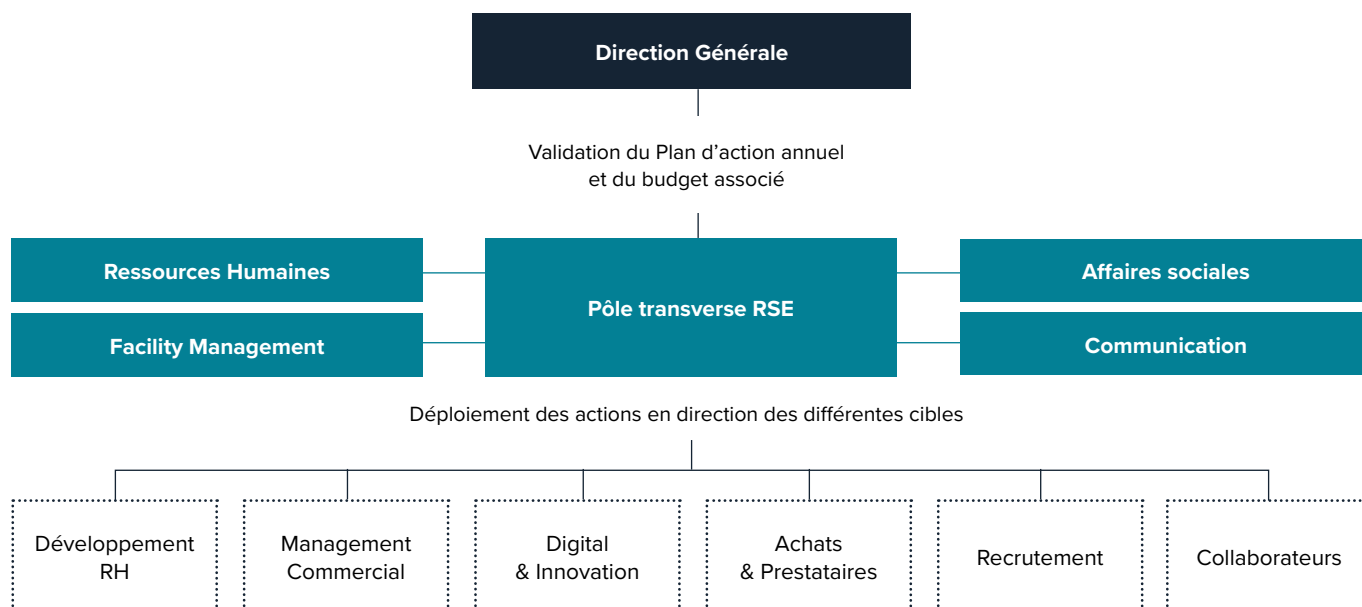 Direction Générale
Validation du Plan d’action annuel
et du budget associé
Ressources Humaines
Facility Management
Pôle transverse RSE
Affaires sociales
Communication
Déploiement des actions en direction des différentes cibles
Développement
RH
Management
Commercial
Digital
& Innovation
Achats
& Prestataires
Recrutement
Collaborateurs